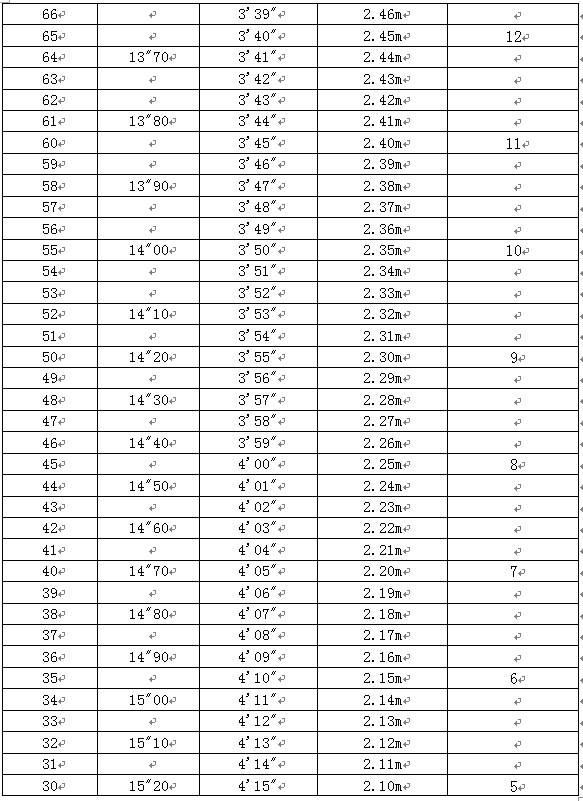 66 3'39" 2.46m
65 3'40" 2.45m 12
64 13"70 3'41" 2.44m
63 3'42" 2.43m
62 3'43" 2.42m
61 13"80 3'44" 2.41m
60 3'45" 2.40m 11
59 3'46" 2.39m
58 13"90 3'47" 2.38m
57 3'48" 2.37m
56 3'49" 2.36m
55 14"00 3'50" 2.35m 10
54 3'51" 2.34m
53 3'52" 2.33m
52 14"10 3'53" 2.32m
51 3'54" 2.31m
50 14"20 3'55" 2.30m 9
49 3'56" 2.29m
48 14"30 3'57" 2.28m
47 3'58" 2.27m
46 14"40 3'59" 2.26m
45 4'00" 2.25m 8
44 14"50 4'01" 2.24m
43 4'02" 2.23m
42 14"60 4'03" 2.22m
41 4'04" 2.21m
40 14"70 4'05" 2.20m 7
39 4'06" 2.19m
38 14"80 4'07" 2.18m
37 4'08" 2.17m
36 14"90 4'09" 2.16m
35 4'10" 2.15m 6
34 15"00 4'11" 2.14m
33 4'12" 2.13m
32 15"10 4'13" 2.12m
31 4'14" 2.11m
30 15"20 4'15" 2.10m 5